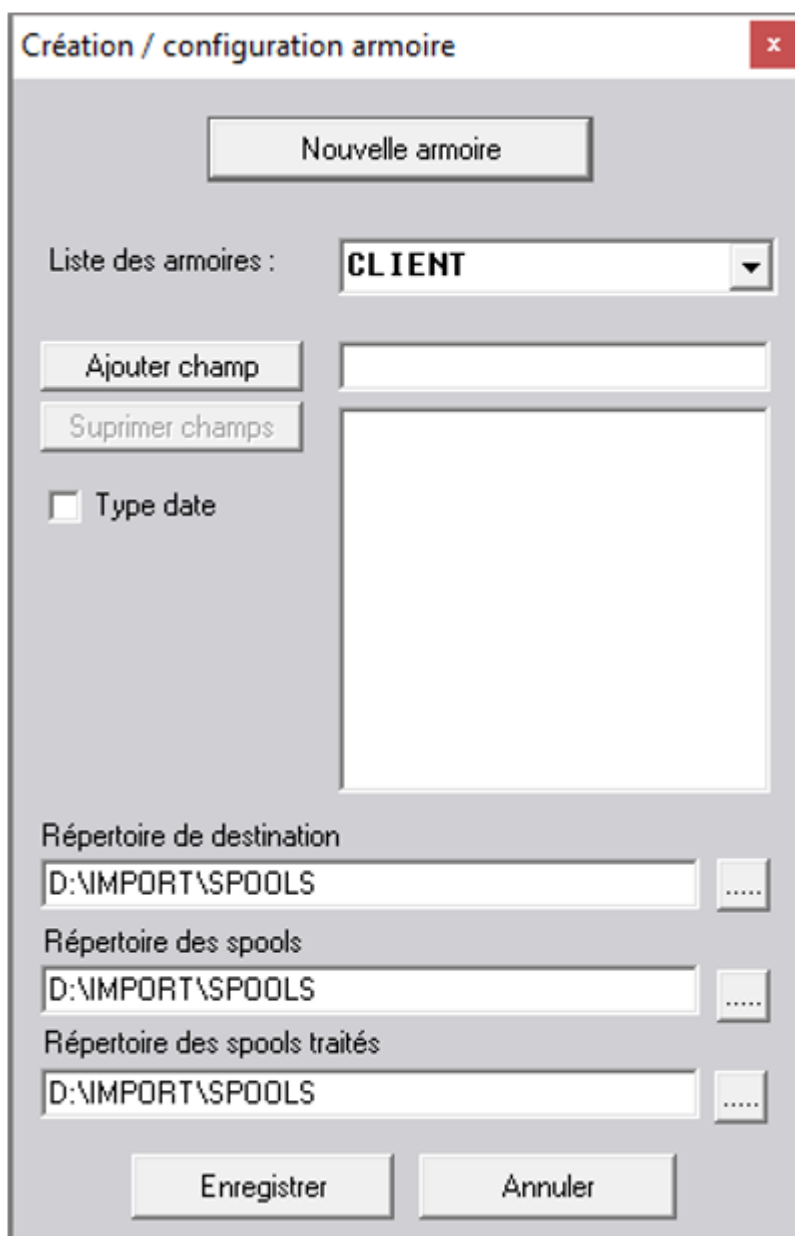 Création / configuration armoire x
Nouvelle armoire
Liste des armoires : CLIENT
Ajouter champ
Suprimer champs
Type date
Répertoire de destination
D:\IMPORT\SPOOLS .....
Répertoire des spools
D:\IMPORT\SPOOLS .....
Répertoire des spools traités
D:\IMPORT\SPOOLS .....
Enregistrer Annuler